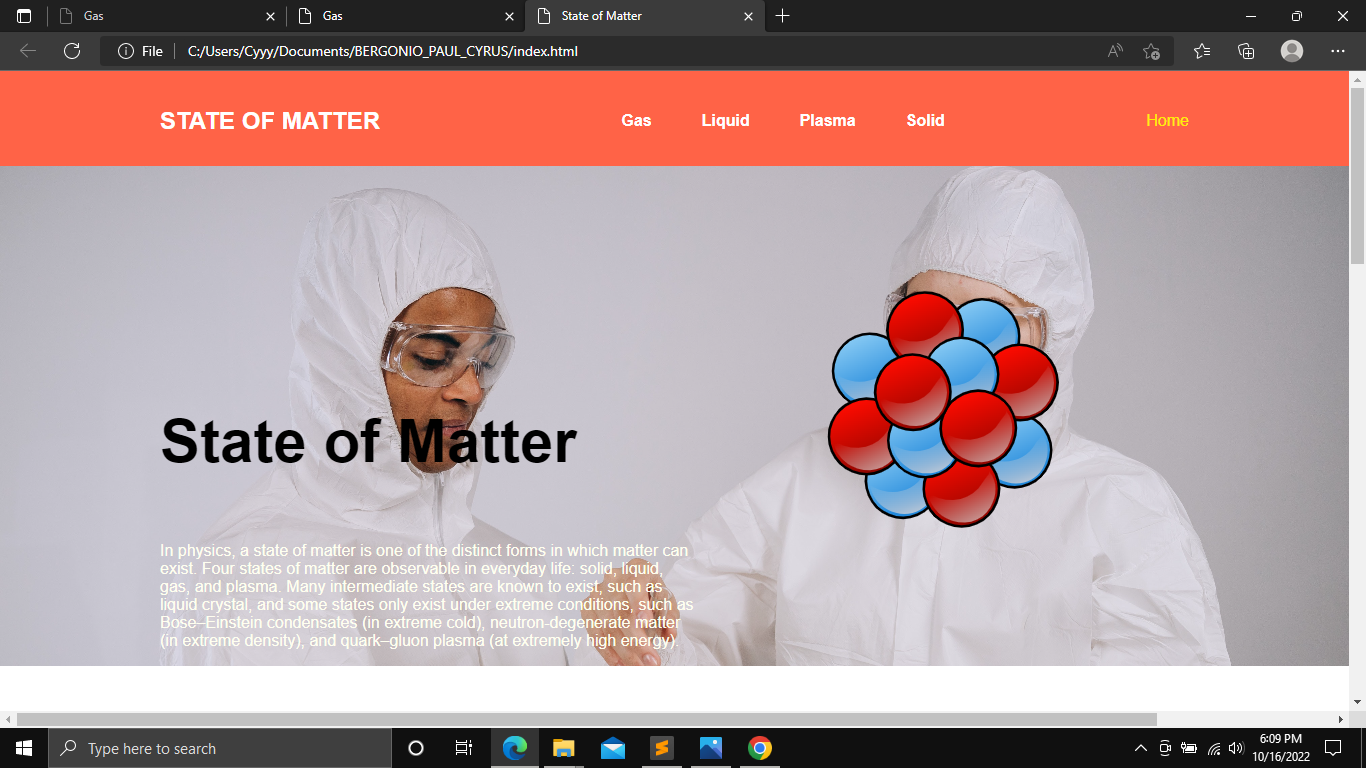 Gas
Gas
State of Matter
File
C:/Users/Cyyy/Documents/BERGONIO_PAUL_CYRUS/index.html
STATE OF MATTER
Gas
Liquid
Plasma
Solid
Home
State of Matter
In physics, a state of matter is one of the distinct forms in which matter can
exist. Four states of matter are observable in everyday life: solid, liquid,
gas, and plasma. Many intermediate states are known to exist, such as
liquid crystal, and some states only exist under extreme conditions, such as
Bose–Einstein condensates (in extreme cold), neutron-degenerate matter
(in extreme density), and quark–gluon plasma (at extremely high energy).
Type here to search
6:09 PM
10/16/2022